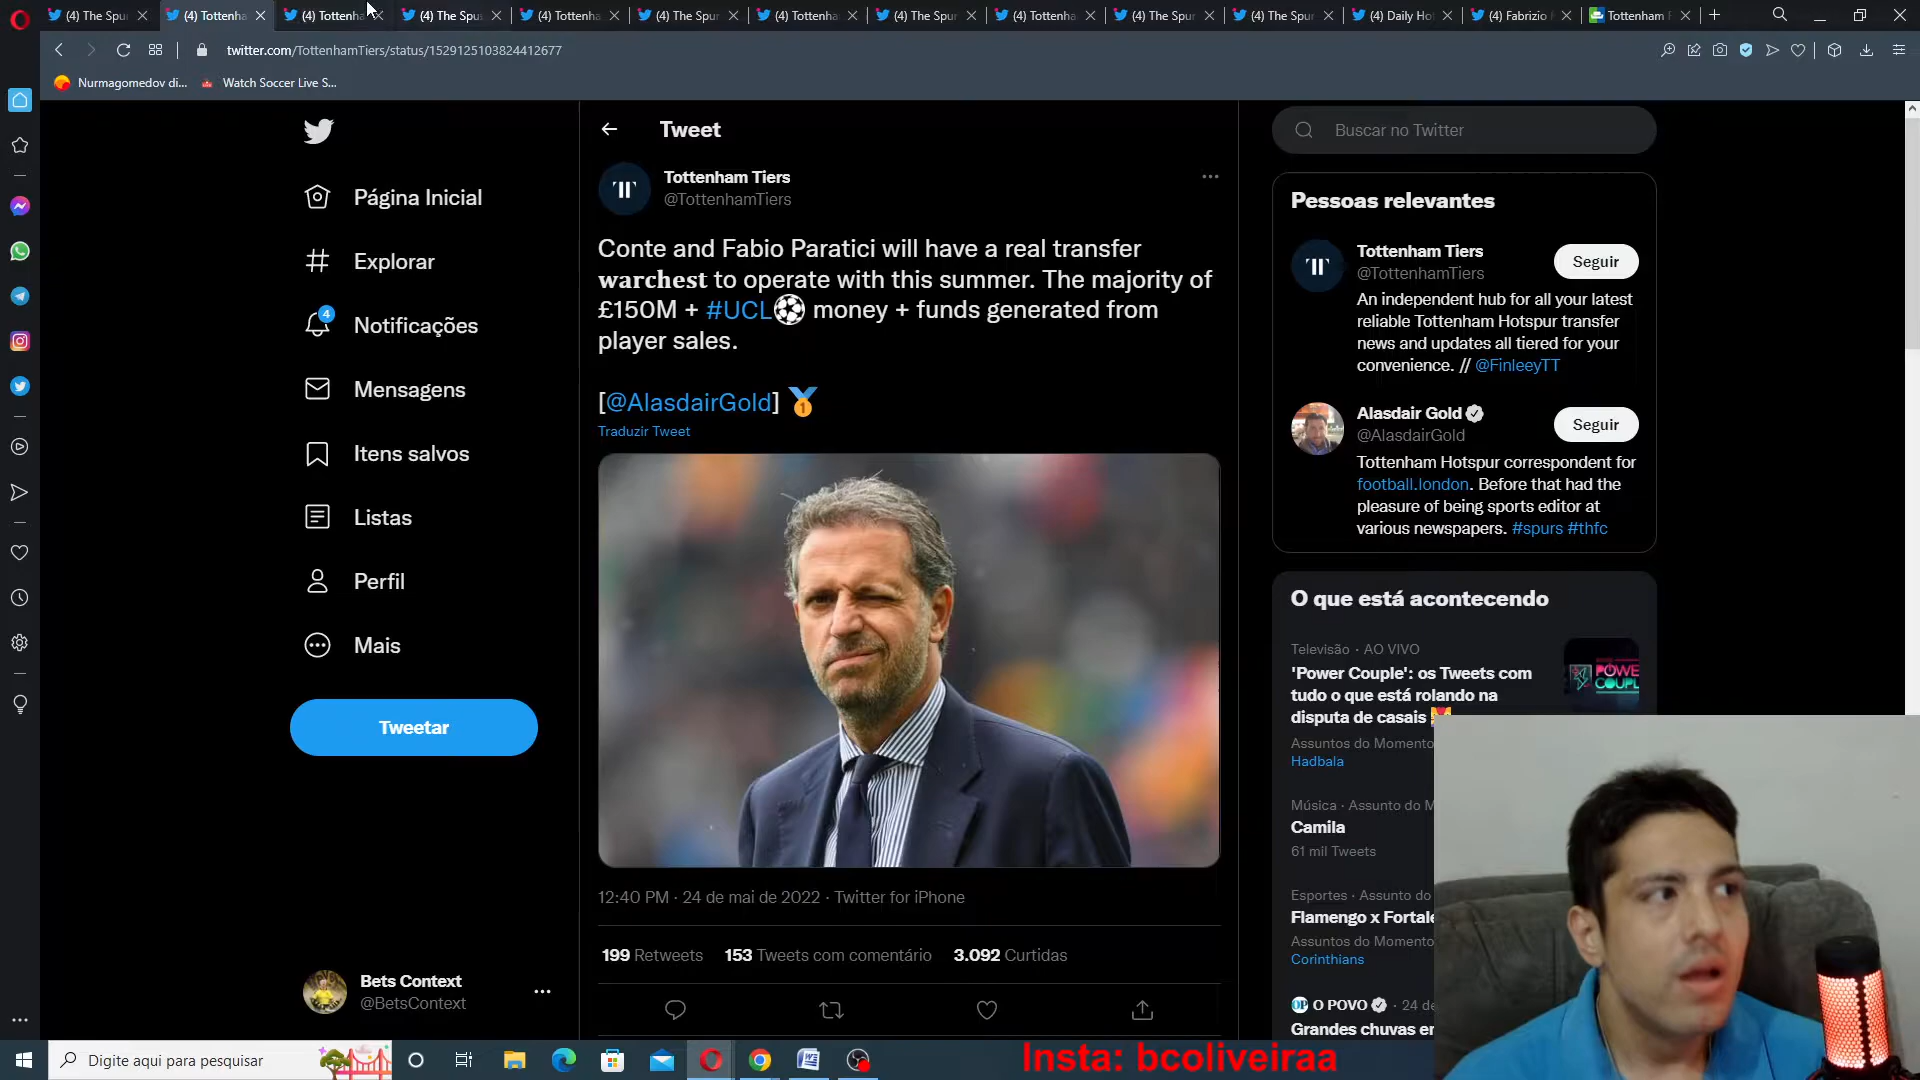 (4) The Spur
(4) Tottenha
(4) Tottenha
(4) The Spu
(4) Tottenha
(4) The Spur
(4) Tottenha
(4) The Spur
(4) Tottenha
(4) The Spur
(4) The Spur
(4) Daily Ho
(4) Fabrizio
Tottenham F
twitter.com/TottenhamTiers/status/1529125103824412677
Nurmagomedov di...
Watch Soccer Live S...
Página Inicial
Explorar
4
Notificações
Mensagens
Itens salvos
Listas
Perfil
Mais
Tweetar
Bets Context
@BetsContext
Tweet
Tottenham Tiers
@TottenhamTiers
Conte and Fabio Paratici will have a real transfer
warchest to operate with this summer. The majority of
£150M + #UCL⚽ money + funds generated from
player sales.
[@AlasdairGold] 🥇
Traduzir Tweet
12:40 PM · 24 de mai de 2022 · Twitter for iPhone
199 Retweets 153 Tweets com comentário 3.092 Curtidas
Buscar no Twitter
Pessoas relevantes
Tottenham Tiers
@TottenhamTiers
Seguir
An independent hub for all your latest
reliable Tottenham Hotspur transfer
news and updates all tiered for your
convenience. // @FinleeyTT
Alasdair Gold
@AlasdairGold
Seguir
Tottenham Hotspur correspondent for
football.london. Before that had the
pleasure of being sports editor at
various newspapers. #spurs #thfc
O que está acontecendo
Televisão · AO VIVO
'Power Couple': os Tweets com
tudo o que está rolando na
disputa de casais
POWER
COUPL
Assuntos do Momento
Hadbala
Música · Assunto do M
Camila
61 mil Tweets
Esportes · Assunto do
Flamengo x Fortale
Assuntos do Momento
Corinthians
O POVO · 24 de
Grandes chuvas em
Digite aqui para pesquisar
Insta: bcoliveiraa